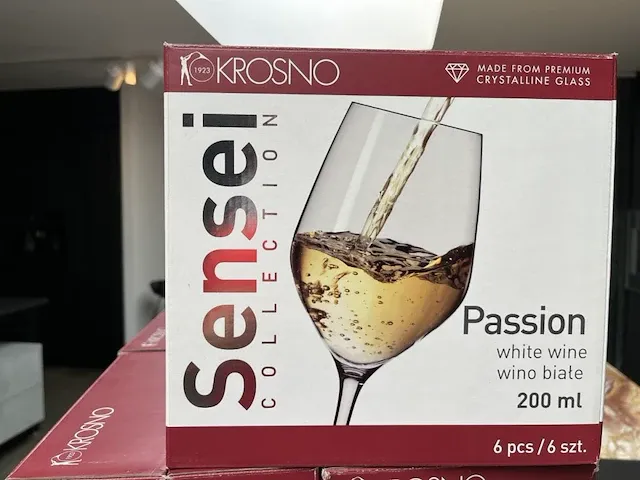 1923 KROSNO
MADE FROM PREMIUM
CRYSTALLINE GLASS
Sensei
COLLECTION
Passion
white wine
wino białe
200 ml
6 pcs / 6 szt.
KROSNO
KROSNO